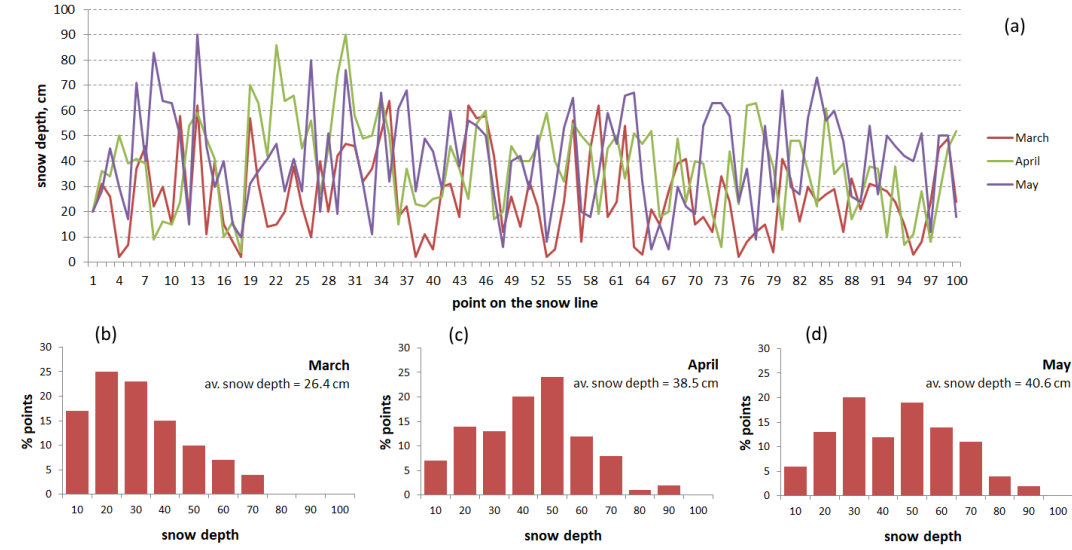 (a)
100
90
80
70
60
50
40
30
20
10
0
snow depth, cm
1 4 7 10 13 16 19 22 25 28 31 34 37 40 43 46 49 52 55 58 61 64 67 70 73 76 79 82 85 88 91 94 97 100
point on the snow line
March
April
May
(b)
March
av. snow depth = 26.4 cm
30
25
20
15
10
5
0
% points
10 20 30 40 50 60 70 80 90 100
snow depth
(c)
April
av. snow depth = 38.5 cm
30
25
20
15
10
5
0
% points
10 20 30 40 50 60 70 80 90 100
snow depth
(d)
May
av. snow depth = 40.6 cm
30
25
20
15
10
5
0
% points
10 20 30 40 50 60 70 80 90 100
snow depth